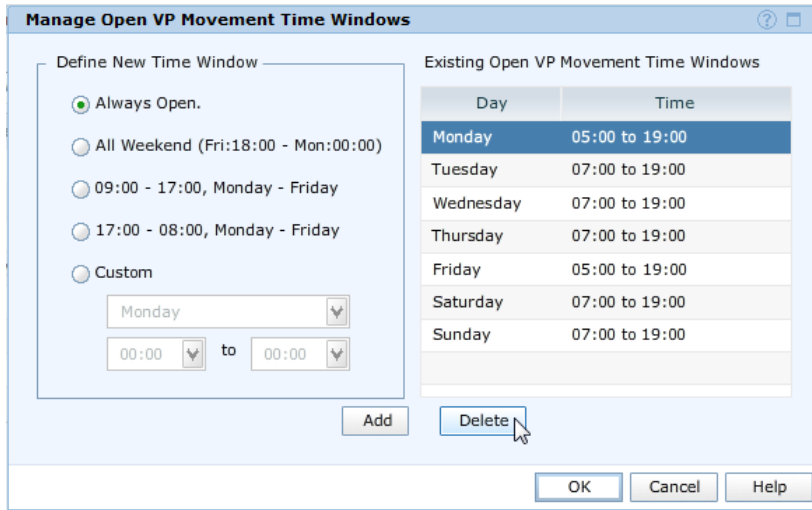 Manage Open VP Movement Time Windows
?
Define New Time Window
Always Open.
All Weekend (Fri:18:00 - Mon:00:00)
09:00 - 17:00, Monday - Friday
17:00 - 08:00, Monday - Friday
Custom
Monday
00:00 to 00:00
Add
Existing Open VP Movement Time Windows
Day Time
Monday 05:00 to 19:00
Tuesday 07:00 to 19:00
Wednesday 07:00 to 19:00
Thursday 07:00 to 19:00
Friday 05:00 to 19:00
Saturday 07:00 to 19:00
Sunday 07:00 to 19:00
Delete
OK Cancel Help